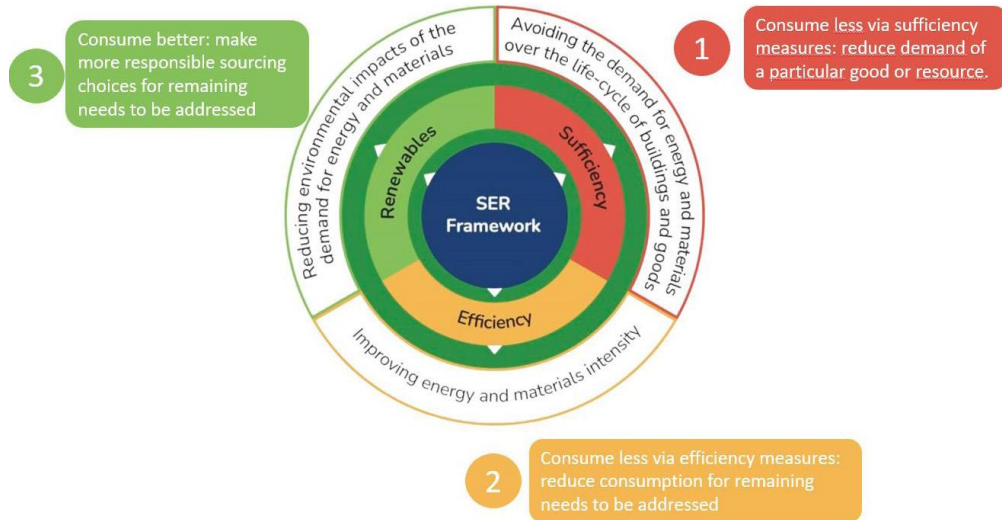 1
Consume less via sufficiency
measures: reduce demand of
a particular good or resource.
2
Consume less via efficiency measures:
reduce consumption for remaining
needs to be addressed
3
Consume better: make
more responsible sourcing
choices for remaining
needs to be addressed
SER
Framework
Sufficiency
Efficiency
Renewables
Avoiding the demand for energy and materials
over the life-cycle of buildings and goods
Improving energy and materials intensity
Reducing environmental impacts of the
demand for energy and materials